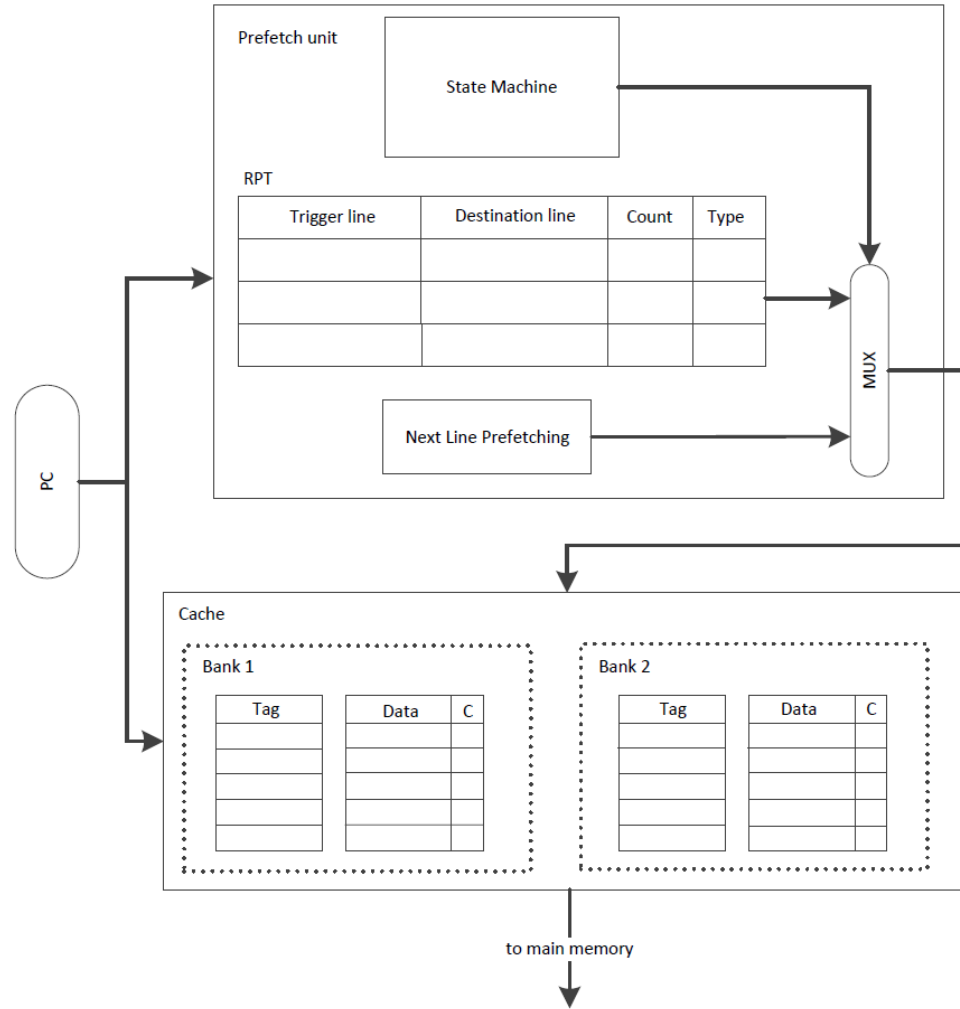 Prefetch unit
State Machine
RPT
Trigger line Destination line Count Type
MUX
Next Line Prefetching
PC
Cache
Bank 1
Bank 2
Tag Data C
Tag Data C
to main memory